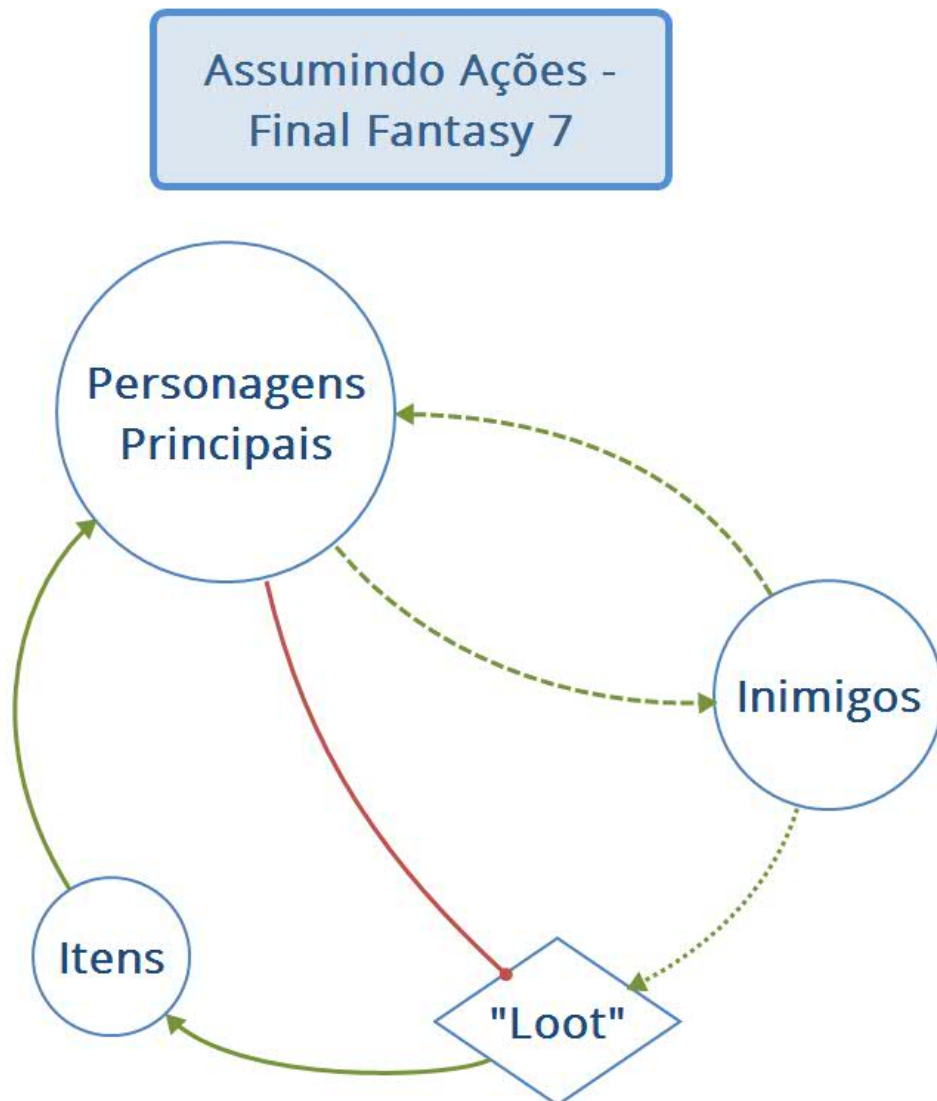 Assumindo Ações -
Final Fantasy 7
Personagens
Principais
Inimigos
Itens
"Loot"